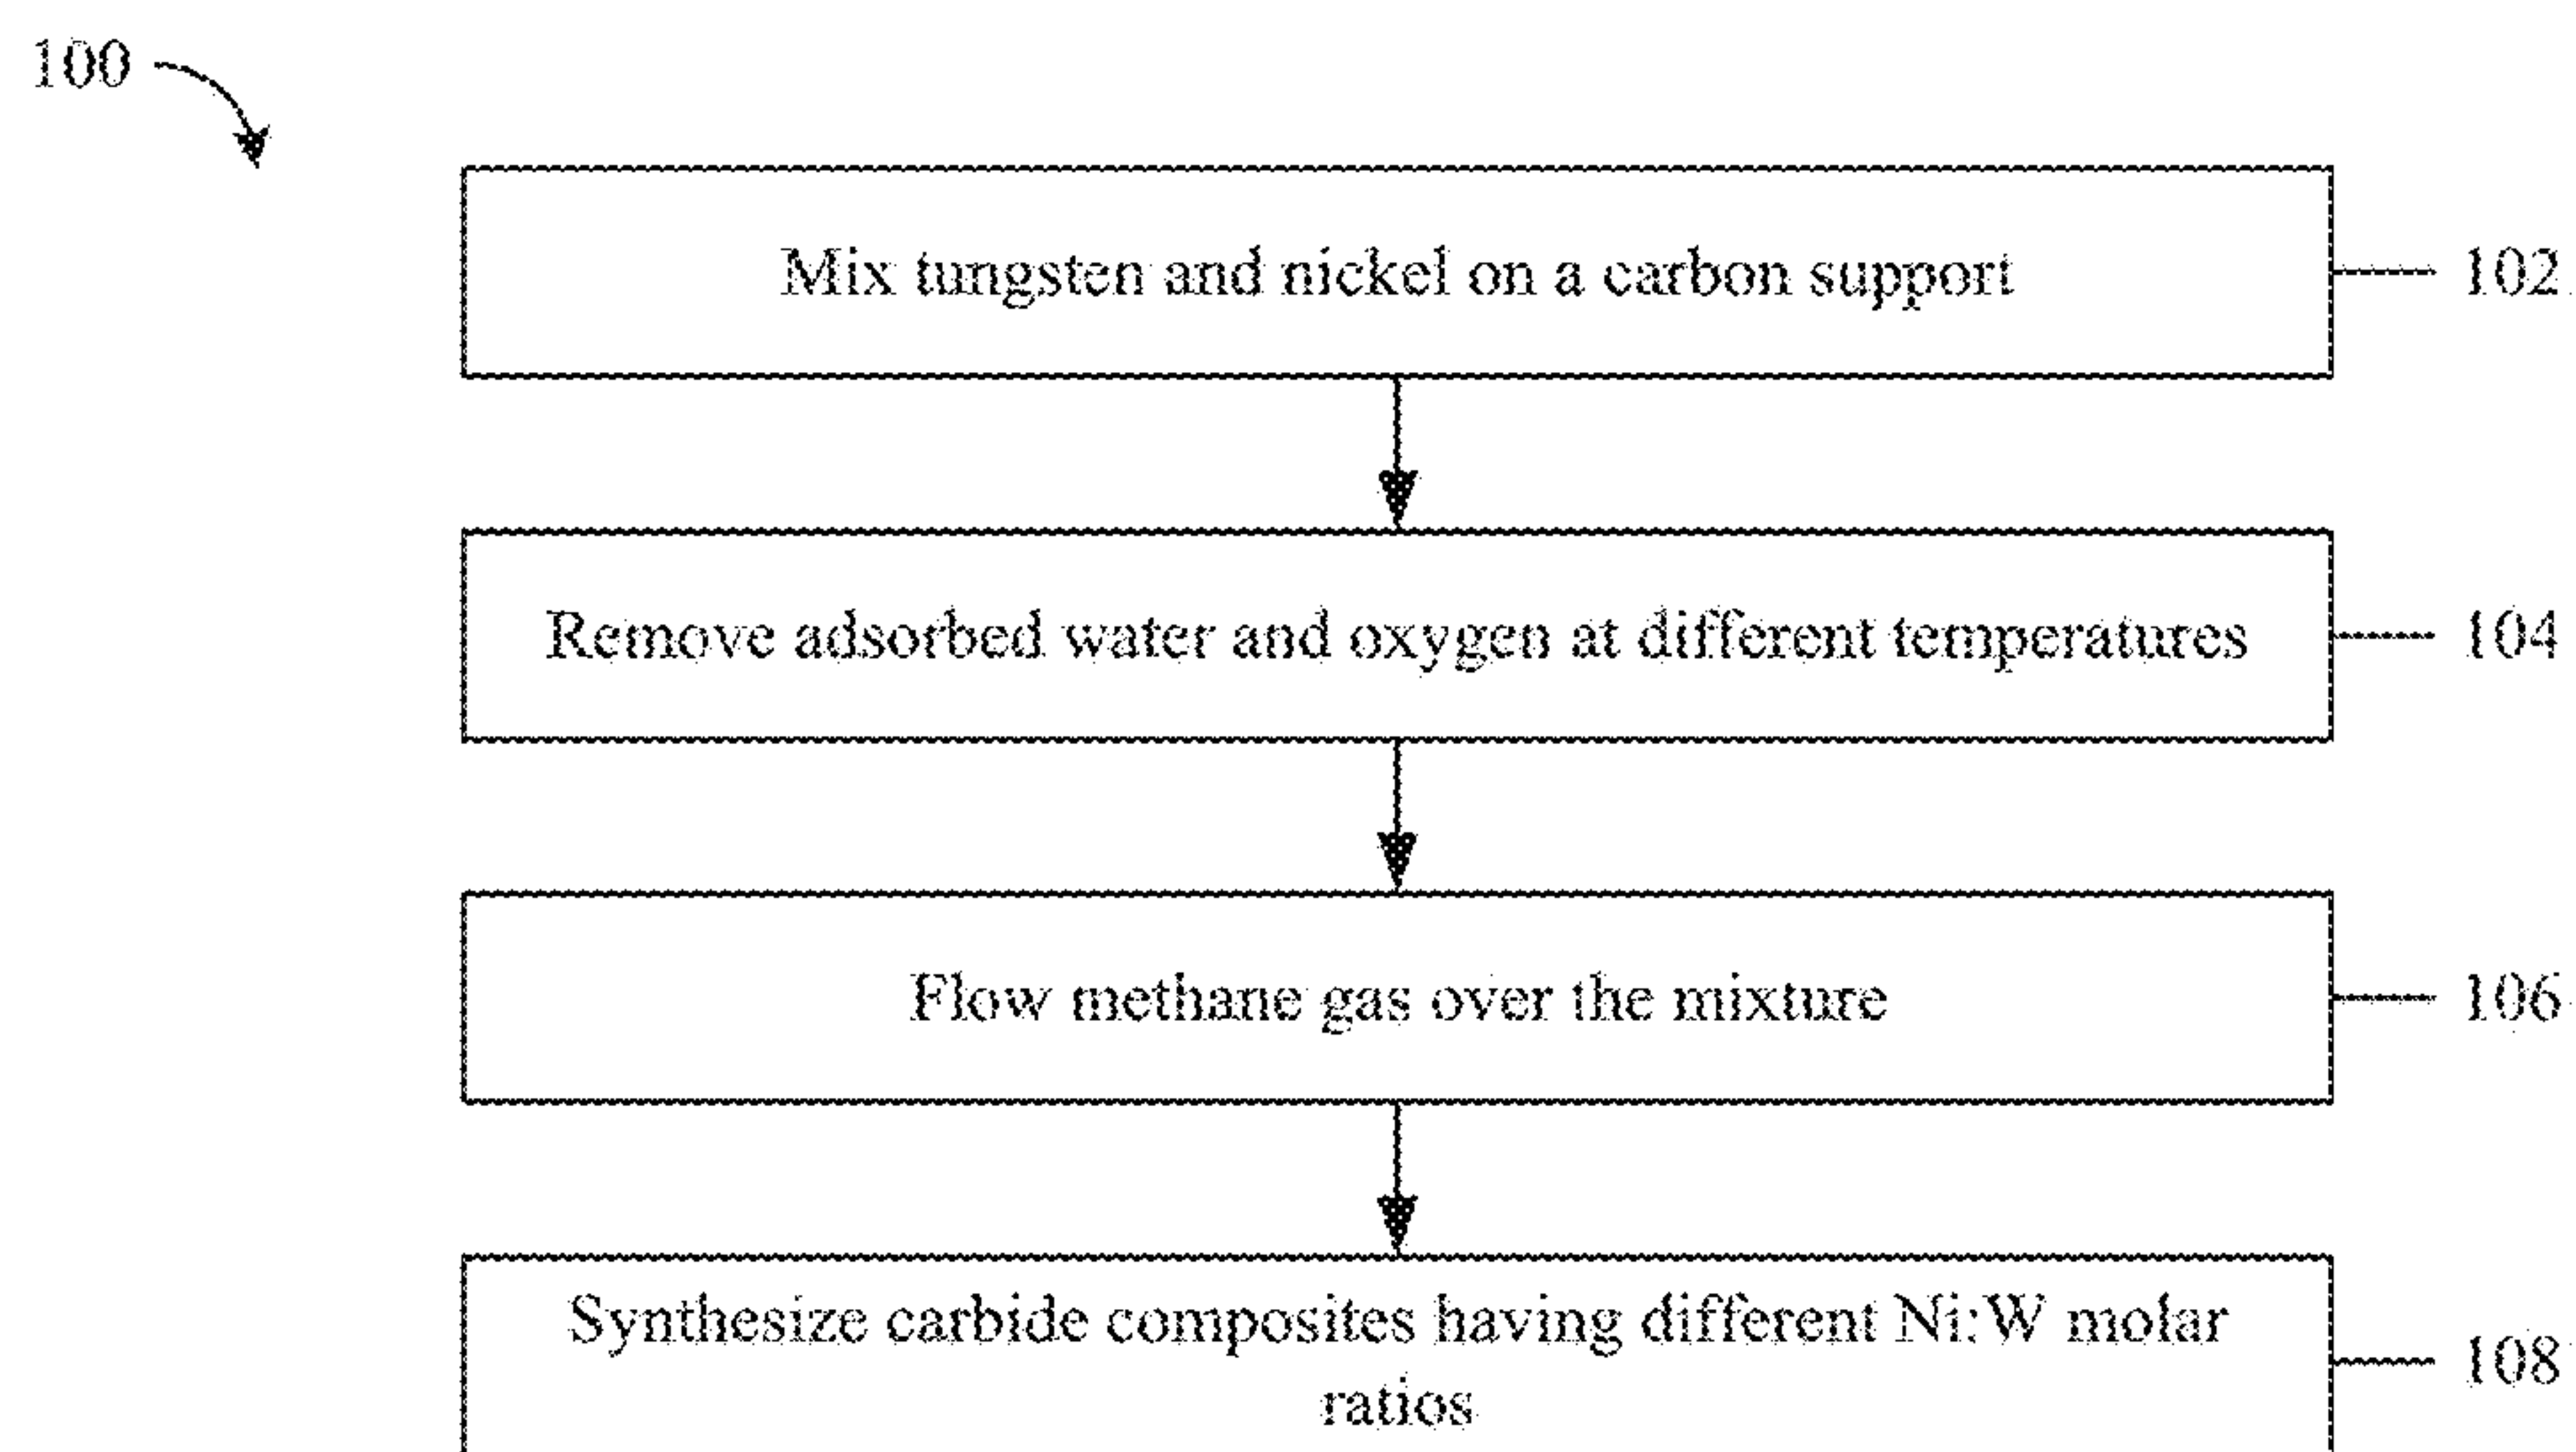 100
Mix tungsten and nickel on a carbon support
102
Remove adsorbed water and oxygen at different temperatures
104
Flow methane gas over the mixture
106
Synthesize carbide composites having different Ni:W molar
ratios
108